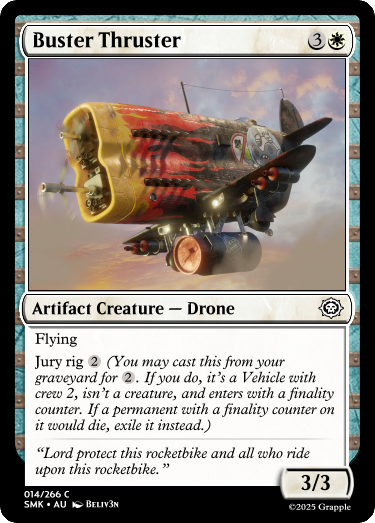 Buster Thruster 3
Artifact Creature — Drone
Flying
Jury rig 2 (You may cast this from your
graveyard for 2. If you do, it's a Vehicle with
crew 2, isn't a creature, and enters with a finality
counter. If a permanent with a finality counter on
it would die, exile it instead.)
"Lord protect this rocketbike and all who ride
upon this rocketbike."
3/3
014/266 C
SMK • AU Beliv3n
©2025 Grapple